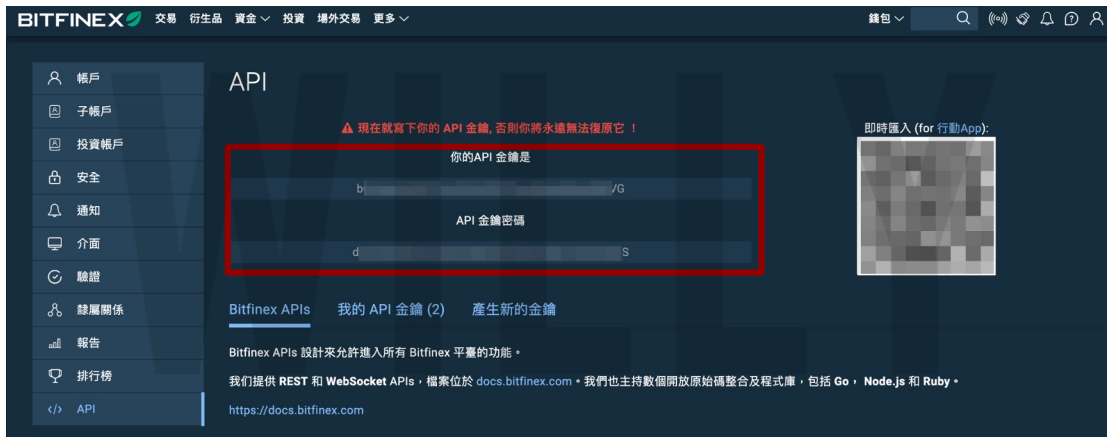 BITFINEX 交易 衍生品 資金 投資 場外交易 更多 錢包
帳戶
子帳戶
投資帳戶
安全
通知
介面
驗證
隸屬關係
報告
排行榜
</> API
API
現在就寫下你的 API 金鑰, 否則你將永遠無法復原它 !
你的API 金鑰是
b VG
API 金鑰密碼
d S
即時匯入 (for 行動App):
Bitfinex APIs 我的 API 金鑰 (2) 產生新的金鑰
Bitfinex APIs 設計來允許進入所有 Bitfinex 平臺的功能。
我们提供 REST 和 WebSocket APIs,檔案位於 docs.bitfinex.com。我們也主持數個開放原始碼整合及程式庫,包括 Go, Node.js 和 Ruby。
https://docs.bitfinex.com
WILLY